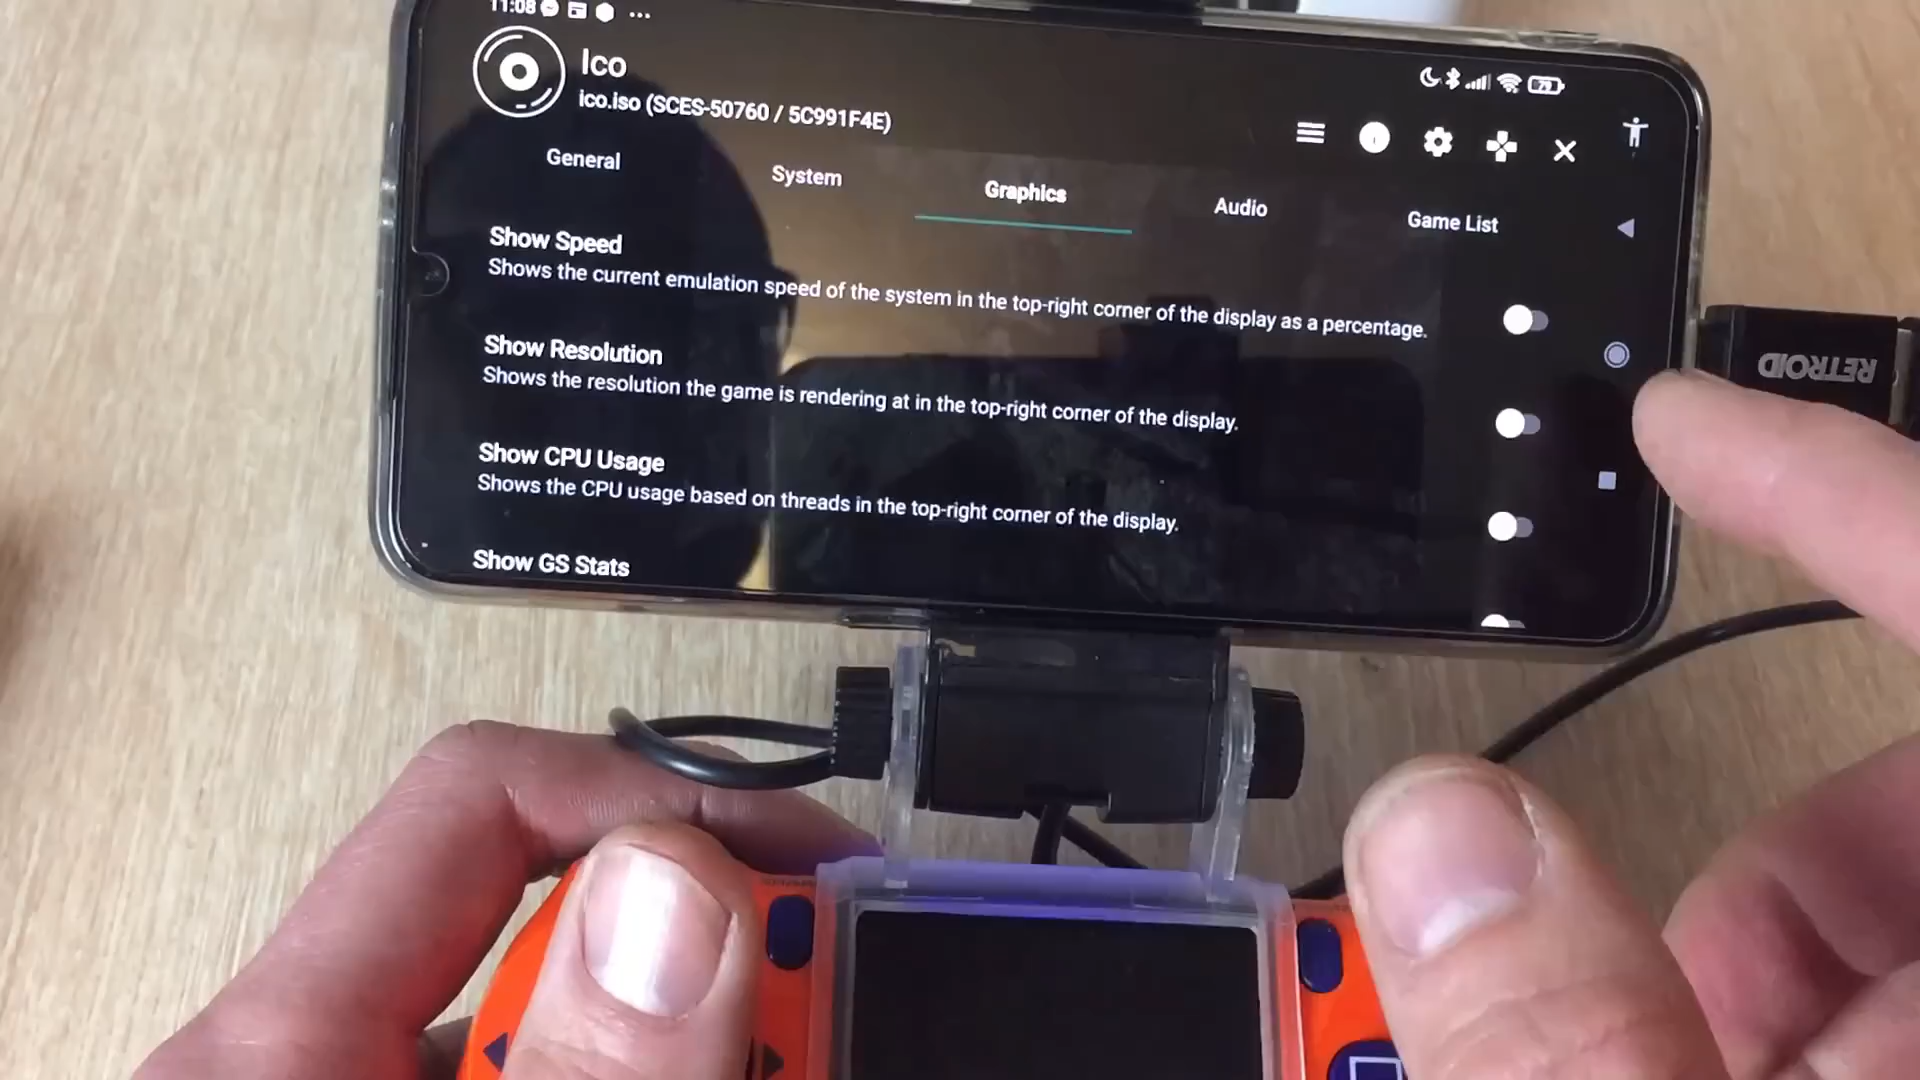 11:08
79
Ico
ico.iso (SCES-50760 / 5C991F4E)
General
System
Graphics
Audio
Game List
Show Speed
Shows the current emulation speed of the system in the top-right corner of the display as a percentage.
Show Resolution
Shows the resolution the game is rendering at in the top-right corner of the display.
Show CPU Usage
Shows the CPU usage based on threads in the top-right corner of the display.
Show GS Stats
RETROID